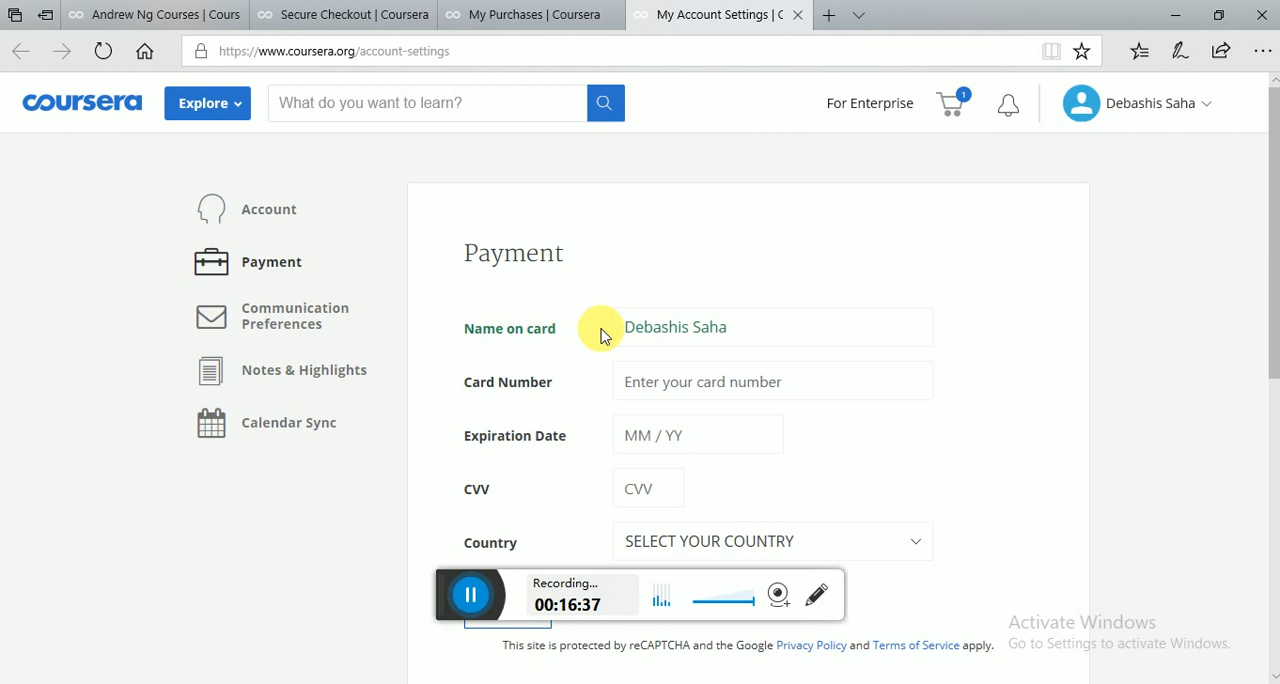 Andrew Ng Courses | Cours
Secure Checkout | Coursera
My Purchases | Coursera
My Account Settings | C
https://www.coursera.org/account-settings
coursera
Explore
What do you want to learn?
For Enterprise
1
Debashis Saha
Account
Payment
Communication
Preferences
Notes & Highlights
Calendar Sync
Payment
Name on card
Debashis Saha
Card Number
Enter your card number
Expiration Date
MM / YY
CVV
CVV
Country
SELECT YOUR COUNTRY
Recording...
00:16:37
This site is protected by reCAPTCHA and the Google Privacy Policy and Terms of Service apply.
Activate Windows
Go to Settings to activate Windows.